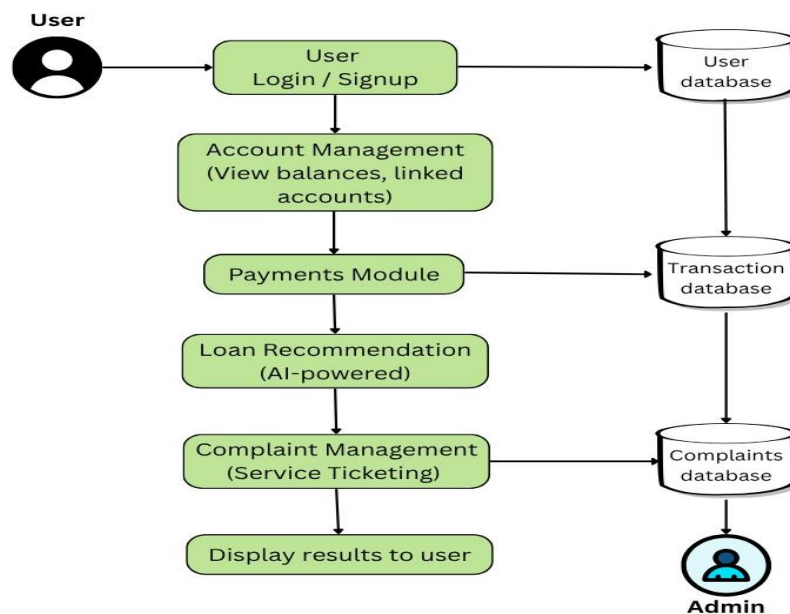 User
User
Login / Signup
User
database
Account Management
(View balances, linked
accounts)
Payments Module
Transaction
database
Loan Recommendation
(AI-powered)
Complaint Management
(Service Ticketing)
Complaints
database
Display results to user
Admin